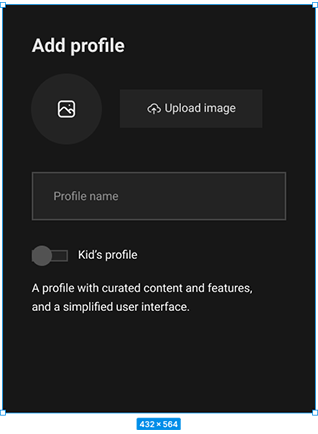 Add profile
Upload image
Profile name
Kid's profile
A profile with curated content and features,
and a simplified user interface.
432 × 564